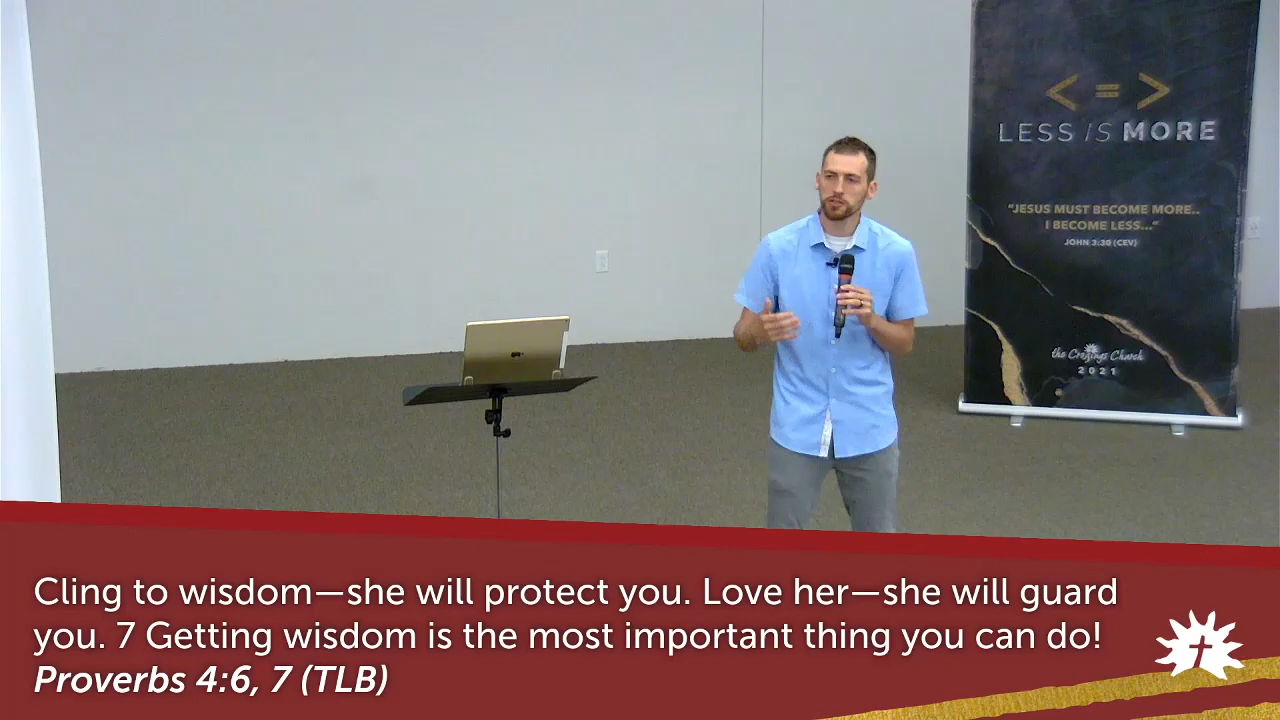 < = >
LESS IS MORE
“JESUS MUST BECOME MORE..
I BECOME LESS...”
JOHN 3:30 (CEV)
the Crossings Church
2021
Cling to wisdom—she will protect you. Love her—she will guard
you. 7 Getting wisdom is the most important thing you can do!
Proverbs 4:6, 7 (TLB)